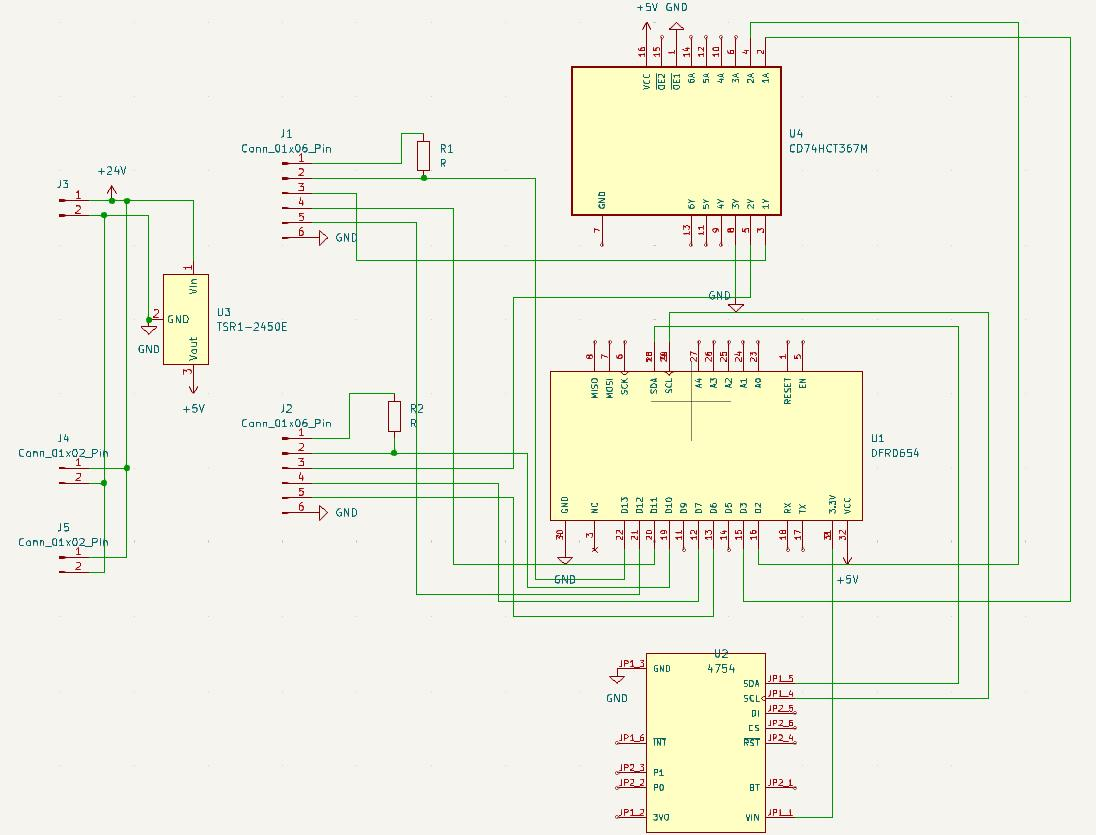 +5V GND
16 15 1 14 12 10 6 4 2
VCC OE2 OE1 6A 5A 4A 3A 2A 1A
U4
CD74HCT367M
GND 6Y 5Y 4Y 3Y 2Y 1Y
7 13 11 9 8 5 3
GND
J1
Conn_01x06_Pin
1
2
3
4
5
6
GND
R1
R
+24V
J3
1
2
1
Vin
2
GND
U3
TSR1-2450E
GND
Vout
3
+5V
J4
Conn_01x02_Pin
1
2
J5
Conn_01x02_Pin
1
2
J2
Conn_01x06_Pin
1
2
3
4
5
6
GND
R2
R
8 7 6 27 26 25 24 23 1 5
MISO MOSI SCK SDA SCL A4 A3 A2 A1 A0 RESET EN
U1
DFR0654
GND NC D13 D12 D11 D10 D9 D7 D6 D5 D3 D2 RX TX 3.3V VCC
30 3 22 21 20 19 11 12 13 14 15 16 18 17 31 32
GND
+5V
U2
4754
JP1_3
GND
GND
SDA
JP1_5
SCL
JP1_4
DI
JP2_5
CS
JP2_6
JP1_6
INT
RST
JP2_4
JP2_3
P1
JP2_2
P0
BT
JP2_1
JP1_2
3VO
VIN
JP1_1